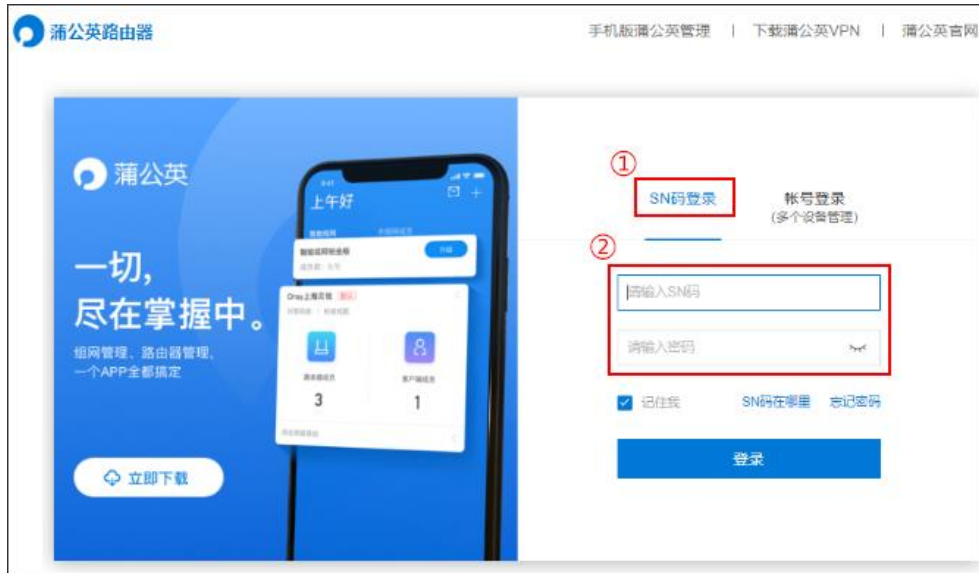 蒲公英路由器
手机版蒲公英管理 | 下载蒲公英VPN | 蒲公英官网
蒲公英
一切,
尽在掌握中。
组网管理、路由器管理,
一个APP全都搞定
立即下载
上午好
3
1
①
SN码登录
帐号登录
(多个设备管理)
②
请输入SN码
请输入密码
记住我
SN码在哪里
忘记密码
登录